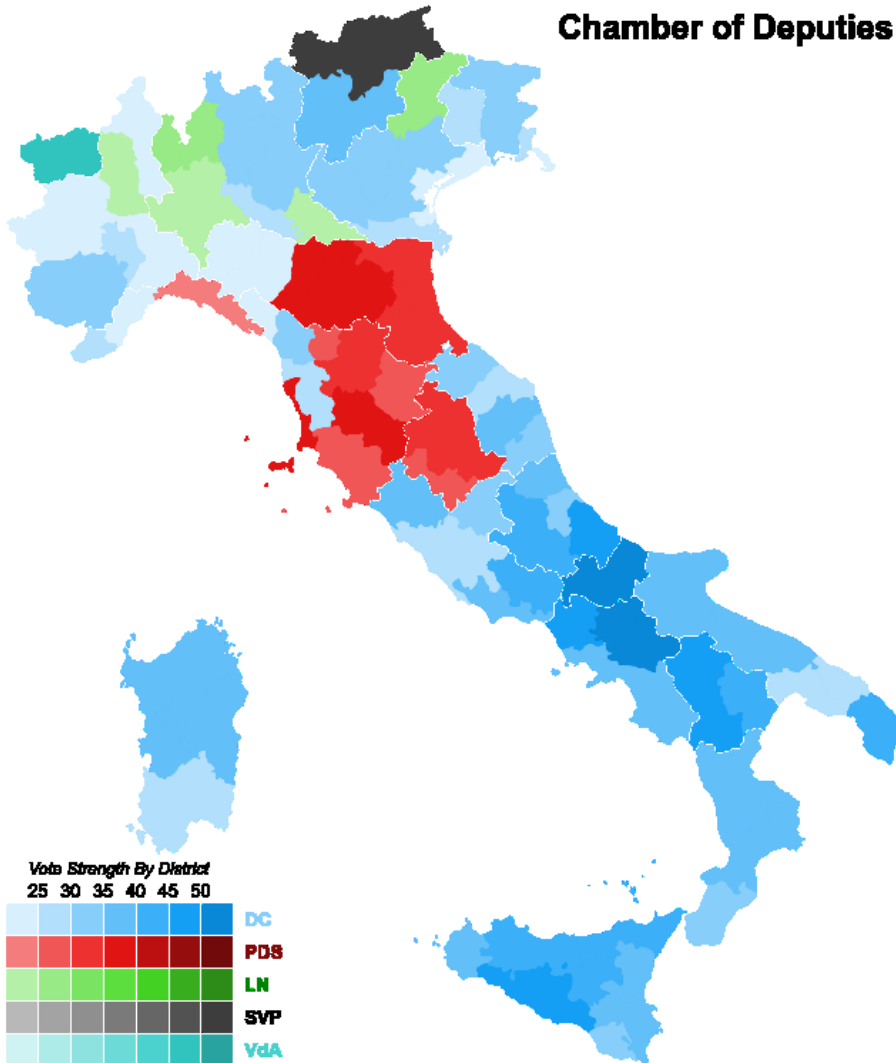 Chamber of Deputies
Vote Strength By District
25 30 35 40 45 50
DC
PDS
LN
SVP
VdA